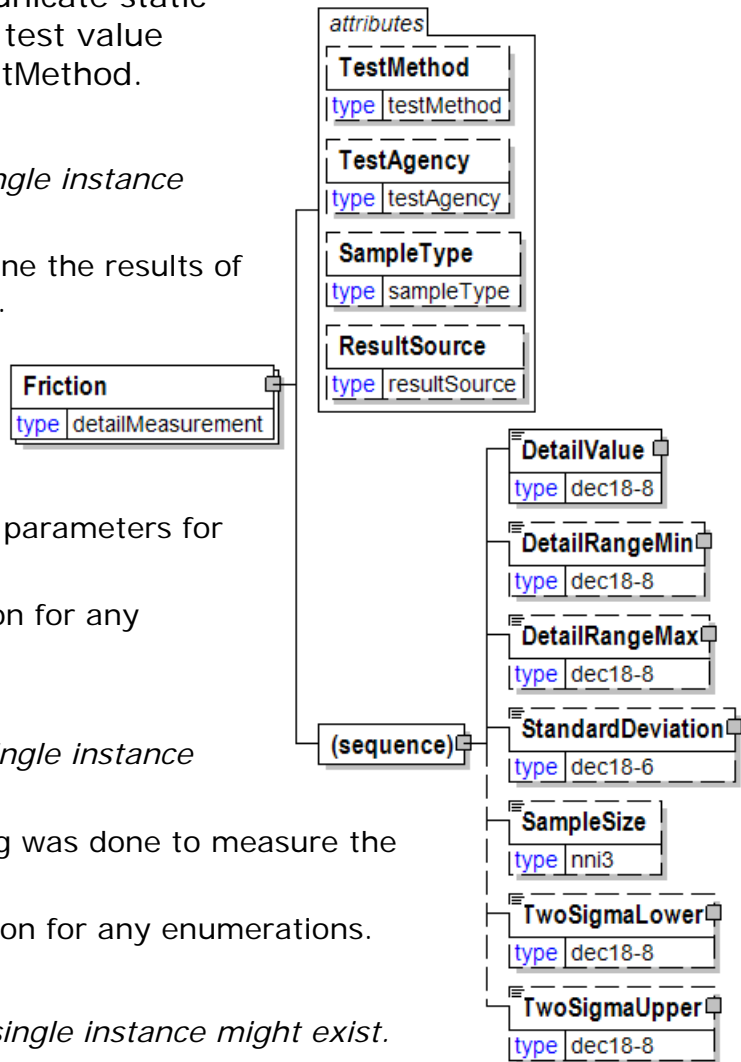 unicate static
test value
tMethod.
ngle instance
ne the results of
.
parameters for
on for any
ingle instance
g was done to measure the
on for any enumerations.
single instance might exist.
attributes
TestMethod
type testMethod
TestAgency
type testAgency
SampleType
type sampleType
ResultSource
type resultSource
Friction
type detailMeasurement
(sequence)
DetailValue
type dec18-8
DetailRangeMin
type dec18-8
DetailRangeMax
type dec18-8
StandardDeviation
type dec18-6
SampleSize
type nni3
TwoSigmaLower
type dec18-8
TwoSigmaUpper
type dec18-8